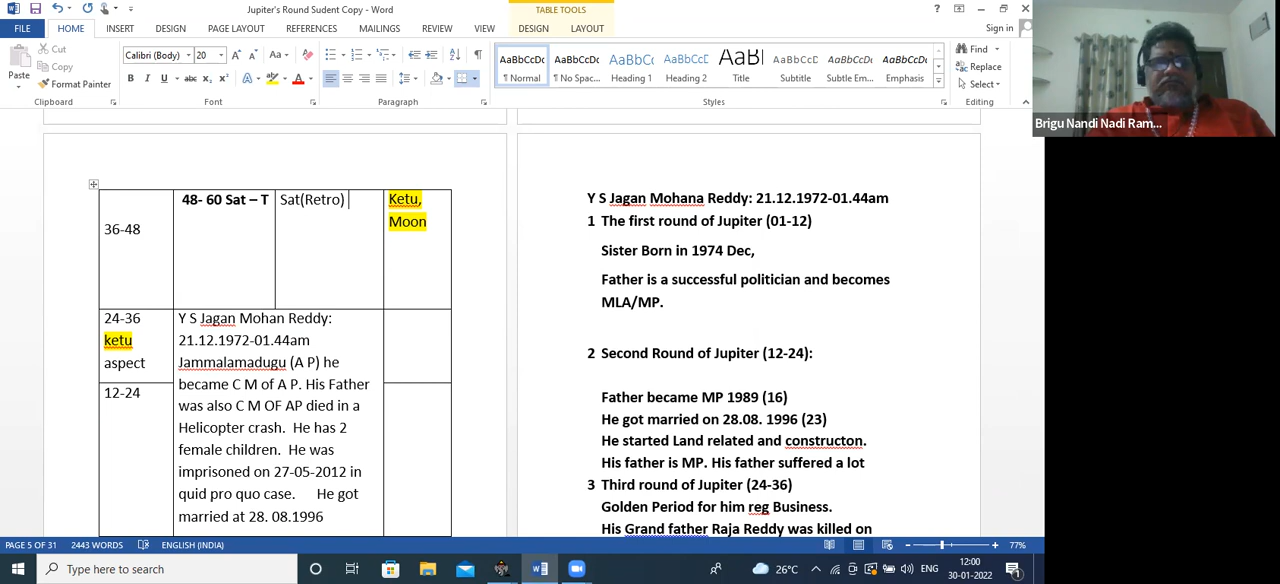 Jupiter's Round Sudent Copy - Word
TABLE TOOLS
Sign in
FILE HOME INSERT DESIGN PAGE LAYOUT REFERENCES MAILINGS REVIEW VIEW DESIGN LAYOUT
Paste
Cut
Copy
Format Painter
Clipboard
Calibri (Body) 20
Font
Paragraph
AaBbCcDc AaBbCcDc AaBbC AaBbCcC AaBI AaBbCcD AaBbCcDc AaBbCcDc
¶ Normal ¶ No Spac... Heading 1 Heading 2 Title Subtitle Subtle Em... Emphasis
Styles
Find
Replace
Select
Editing
Brigu Nandi Nadi Ram...
36-48
48- 60 Sat – T
Sat(Retro)
Ketu,
Moon
24-36
ketu
aspect
12-24
Y S Jagan Mohan Reddy:
21.12.1972-01.44am
Jammalamadugu (A P) he
became C M of A P. His Father
was also C M OF AP died in a
Helicopter crash. He has 2
female children. He was
imprisoned on 27-05-2012 in
quid pro quo case. He got
married at 28. 08.1996
Y S Jagan Mohana Reddy: 21.12.1972-01.44am
1 The first round of Jupiter (01-12)
Sister Born in 1974 Dec,
Father is a successful politician and becomes
MLA/MP.
2 Second Round of Jupiter (12-24):
Father became MP 1989 (16)
He got married on 28.08. 1996 (23)
He started Land related and constructon.
His father is MP. His father suffered a lot
3 Third round of Jupiter (24-36)
Golden Period for him reg Business.
His Grand father Raja Reddy was killed on
PAGE 5 OF 31 2443 WORDS ENGLISH (INDIA) 77%
Type here to search
26°C
ENG
12:00
30-01-2022